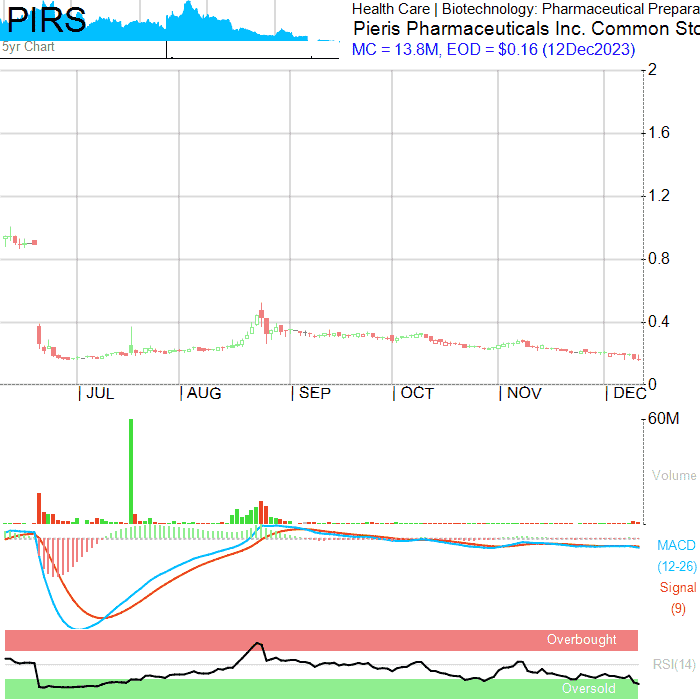 PIRS
5yr Chart
Health Care | Biotechnology: Pharmaceutical Prepara
Pieris Pharmaceuticals Inc. Common Sto
MC = 13.8M, EOD = $0.16 (12Dec2023)
2
1.6
1.2
0.8
0.4
0
JUL AUG SEP OCT NOV DEC
60M
Volume
MACD
(12-26)
Signal
(9)
Overbought
RSI(14)
Oversold